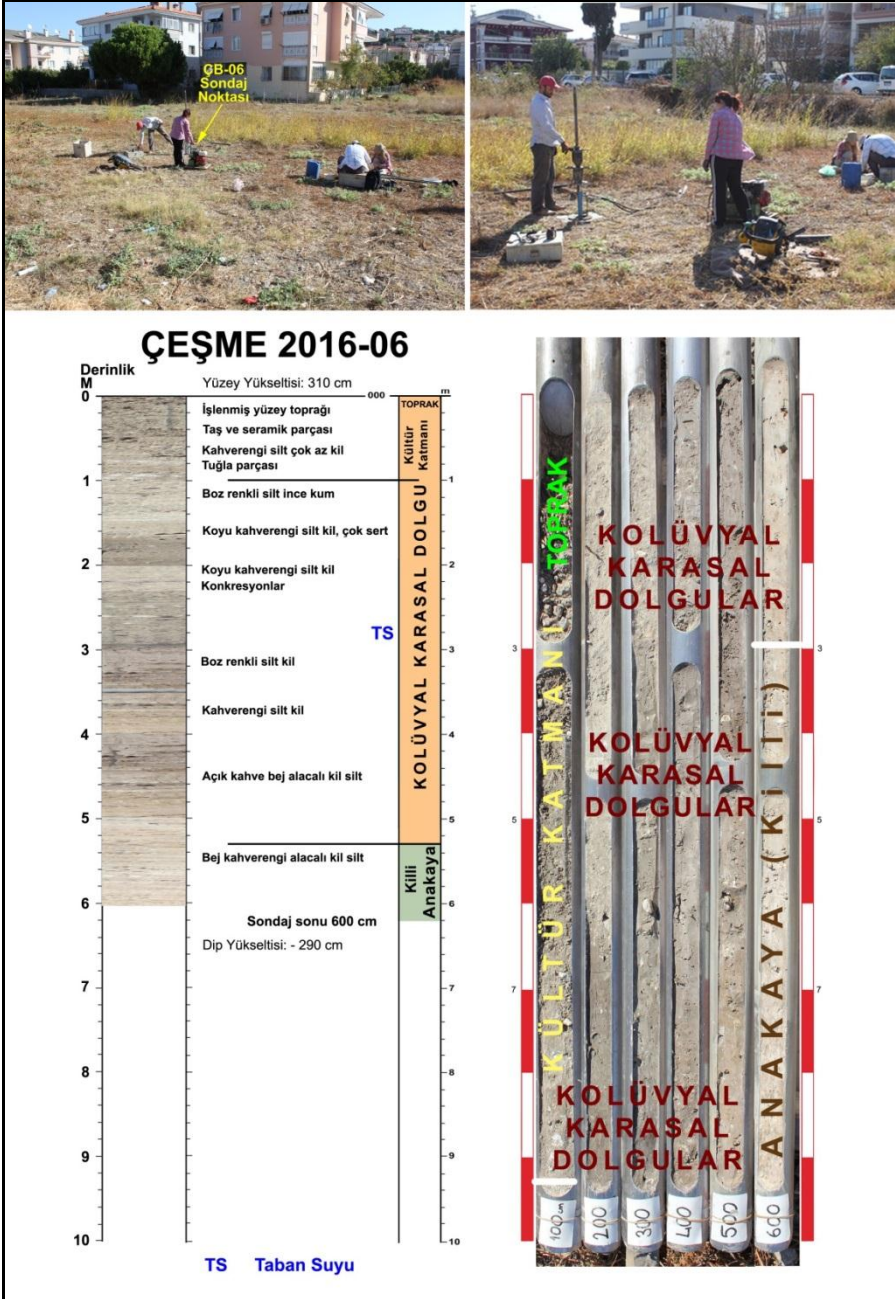 ÇB-06
Sondaj
Noktası
ÇEŞME 2016-06
Derinlik
M
Yüzey Yükseltisi: 310 cm
0
000
m
TOPRAK
İşlenmiş yüzey toprağı
Taş ve seramik parçası
Kahverengi silt çok az kil
Tuğla parçası
Kültür
Katmanı
1
1
Boz renkli silt ince kum
Koyu kahverengi silt kil, çok sert
2
2
Koyu kahverengi silt kil
Konkresyonlar
TS
3
3
Boz renkli silt kil
Kahverengi silt kil
4
4
Açık kahve bej alacalı kil silt
5
5
KOLÜVYAL KARASAL DOLGU
Bej kahverengi alacalı kil silt
Killi
Anakaya
6
6
Sondaj sonu 600 cm
Dip Yükseltisi: - 290 cm
7
7
8
8
9
9
10
10
TS Taban Suyu
TOPRAK
KÜLTÜR KATMANI
KOLÜVYAL
KARASAL
DOLGULAR
3
3
KOLÜVYAL
KARASAL
DOLGULAR
5
5
ANAKAYA (Killi)
7
7
KOLÜVYAL
KARASAL
DOLGULAR
100
200
300
400
500
600